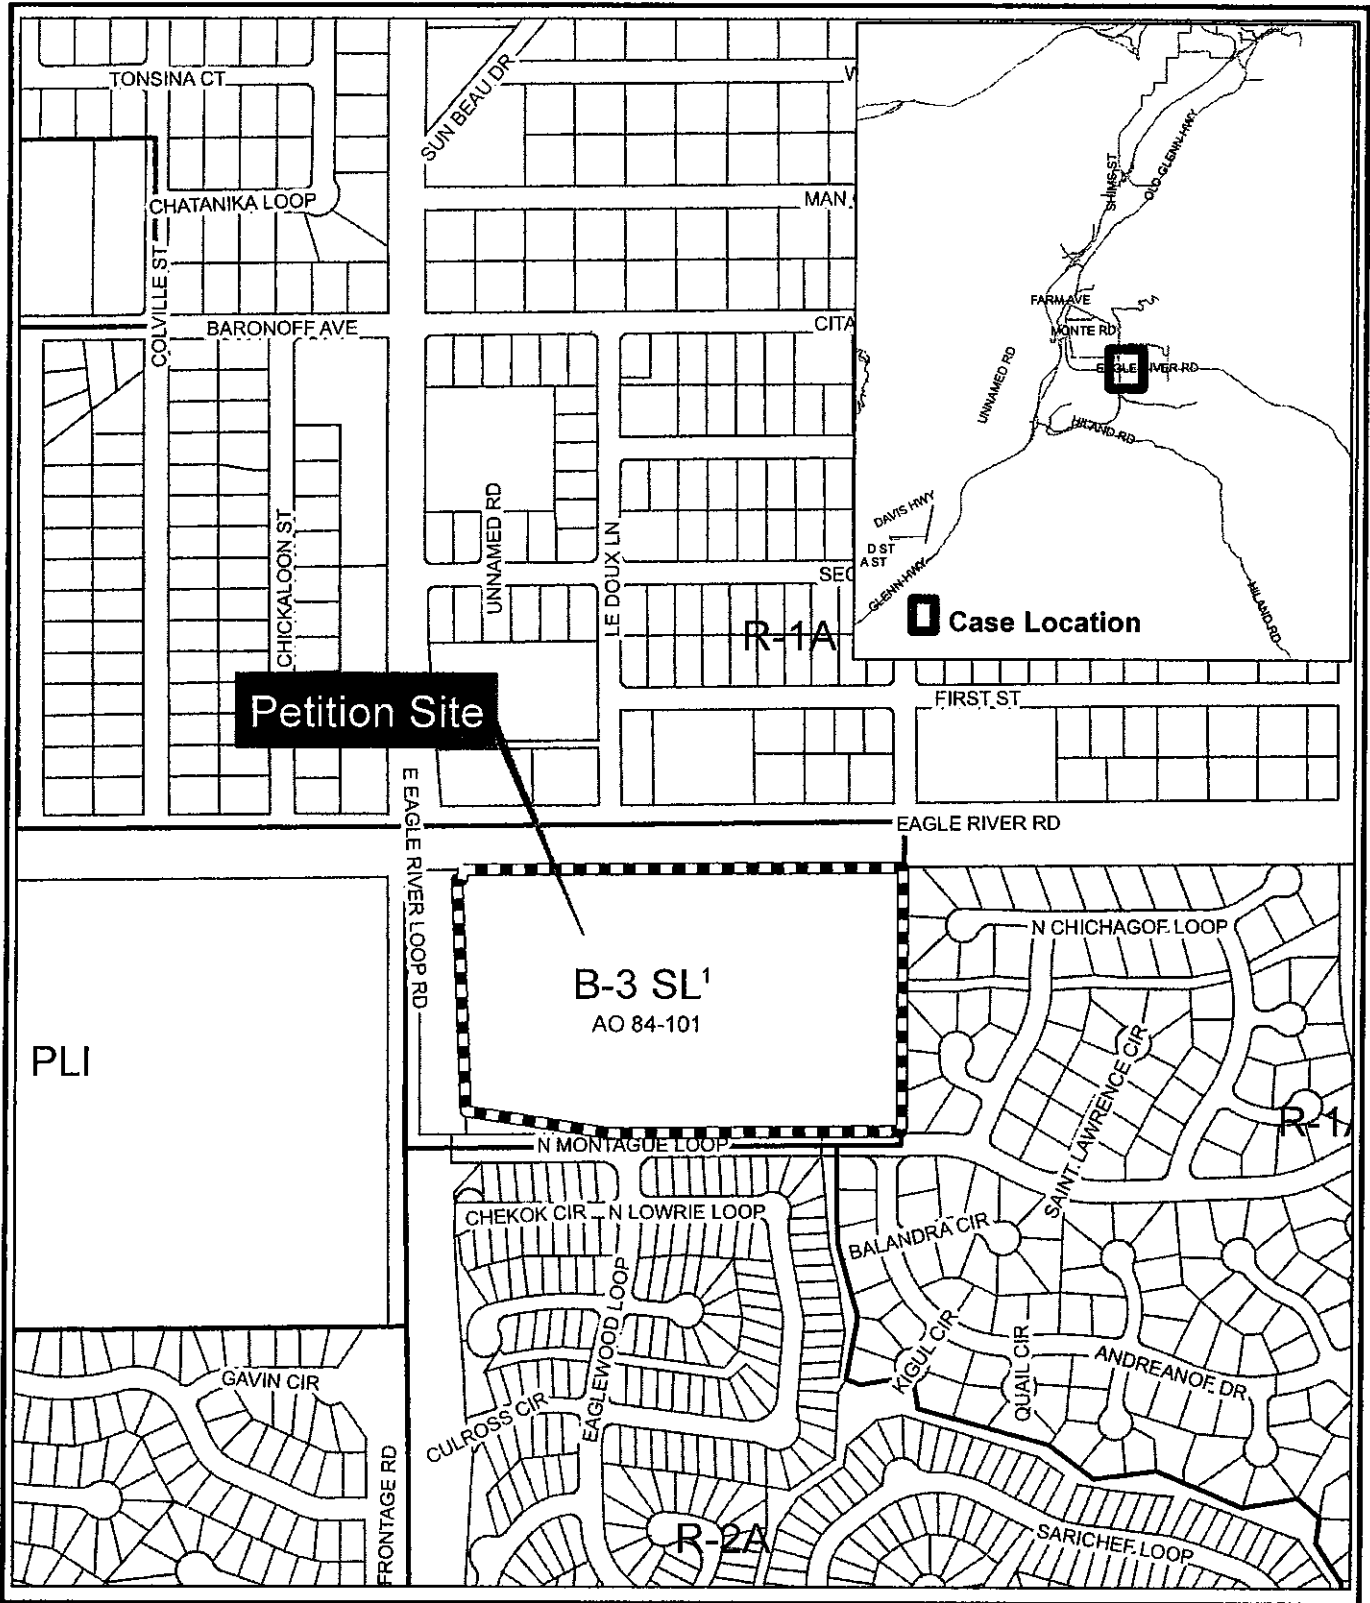 TONSINA CT
SUN BEAU DR
W
CHATANIKA LOOP
MAN
COLVILLE ST
BARONOFF AVE
CITA
UNNAMED RD
CHICKALOON ST
LE DOUX LN
SEC
R-1A
SHIMS ST
OLD GLENN HWY
FARM AVE
MONTE RD
UNNAMED RD
HILAND RD
DAVIS HWY
D ST
A ST
GLENN HWY
HILAND RD
Case Location
FIRST ST
Petition Site
E EAGLE RIVER LOOP RD
EAGLE RIVER RD
N CHICHAGOF LOOP
B-3 SL¹
AO 84-101
PLI
SAINT LAWRENCE CIR
N MONTAGUE LOOP
CHEKOK CIR
N LOWRIE LOOP
BALANDRA CIR
EAGLEWOOD LOOP
KIGUL CIR
QUAIL CIR
ANDREANOF DR
GAVIN CIR
CULROSS CIR
FRONTAGE RD
R-2A
SARICHEF LOOP